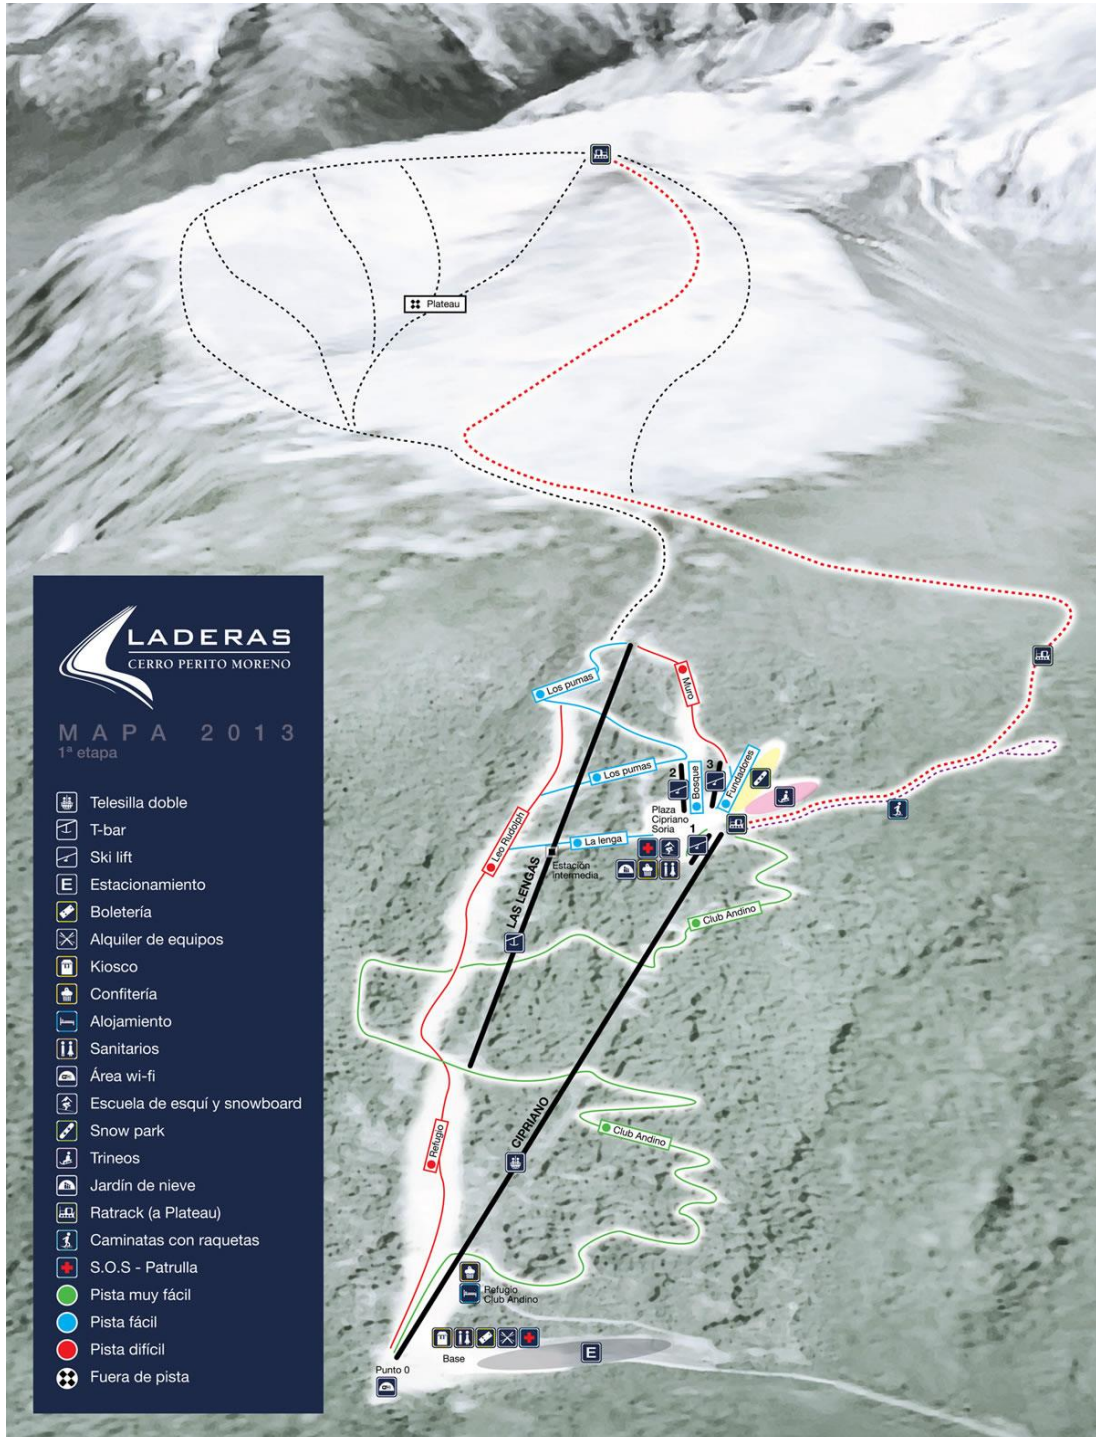 Plateau
Los pumas
Muro
Los pumas
2
3
Bosque
Fundadores
Plaza
Cipriano
Soria
1
La lenga
Leo Rudolph
Estación
intermedia
LAS LENGAS
Club Andino
CIPRIANO
Club Andino
Refugio
Refugio
Club Andino
Base
E
Punto 0
LADERAS
CERRO PERITO MORENO
MAPA 2013
1ª etapa
Telesilla doble
T-bar
Ski lift
E Estacionamiento
Boletería
Alquiler de equipos
Kiosco
Confitería
Alojamiento
Sanitarios
Área wi-fi
Escuela de esquí y snowboard
Snow park
Trineos
Jardín de nieve
Ratrack (a Plateau)
Caminatas con raquetas
S.O.S - Patrulla
Pista muy fácil
Pista fácil
Pista difícil
Fuera de pista